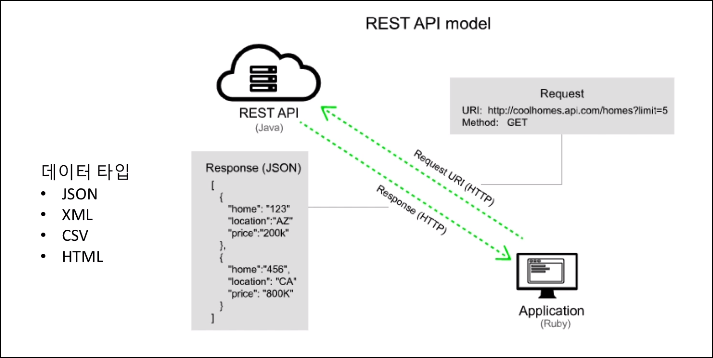 REST API model
REST API
(Java)
Request
URI: http://coolhomes.api.com/homes?limit=5
Method: GET
Request URI (HTTP)
Response (HTTP)
Response (JSON)
[
{
"home": "123"
"location":"AZ"
"price":"200k"
},
{
"home":"456",
"location": "CA"
"price": "800K"
}
]
데이터 타입
• JSON
• XML
• CSV
• HTML
Application
(Ruby)